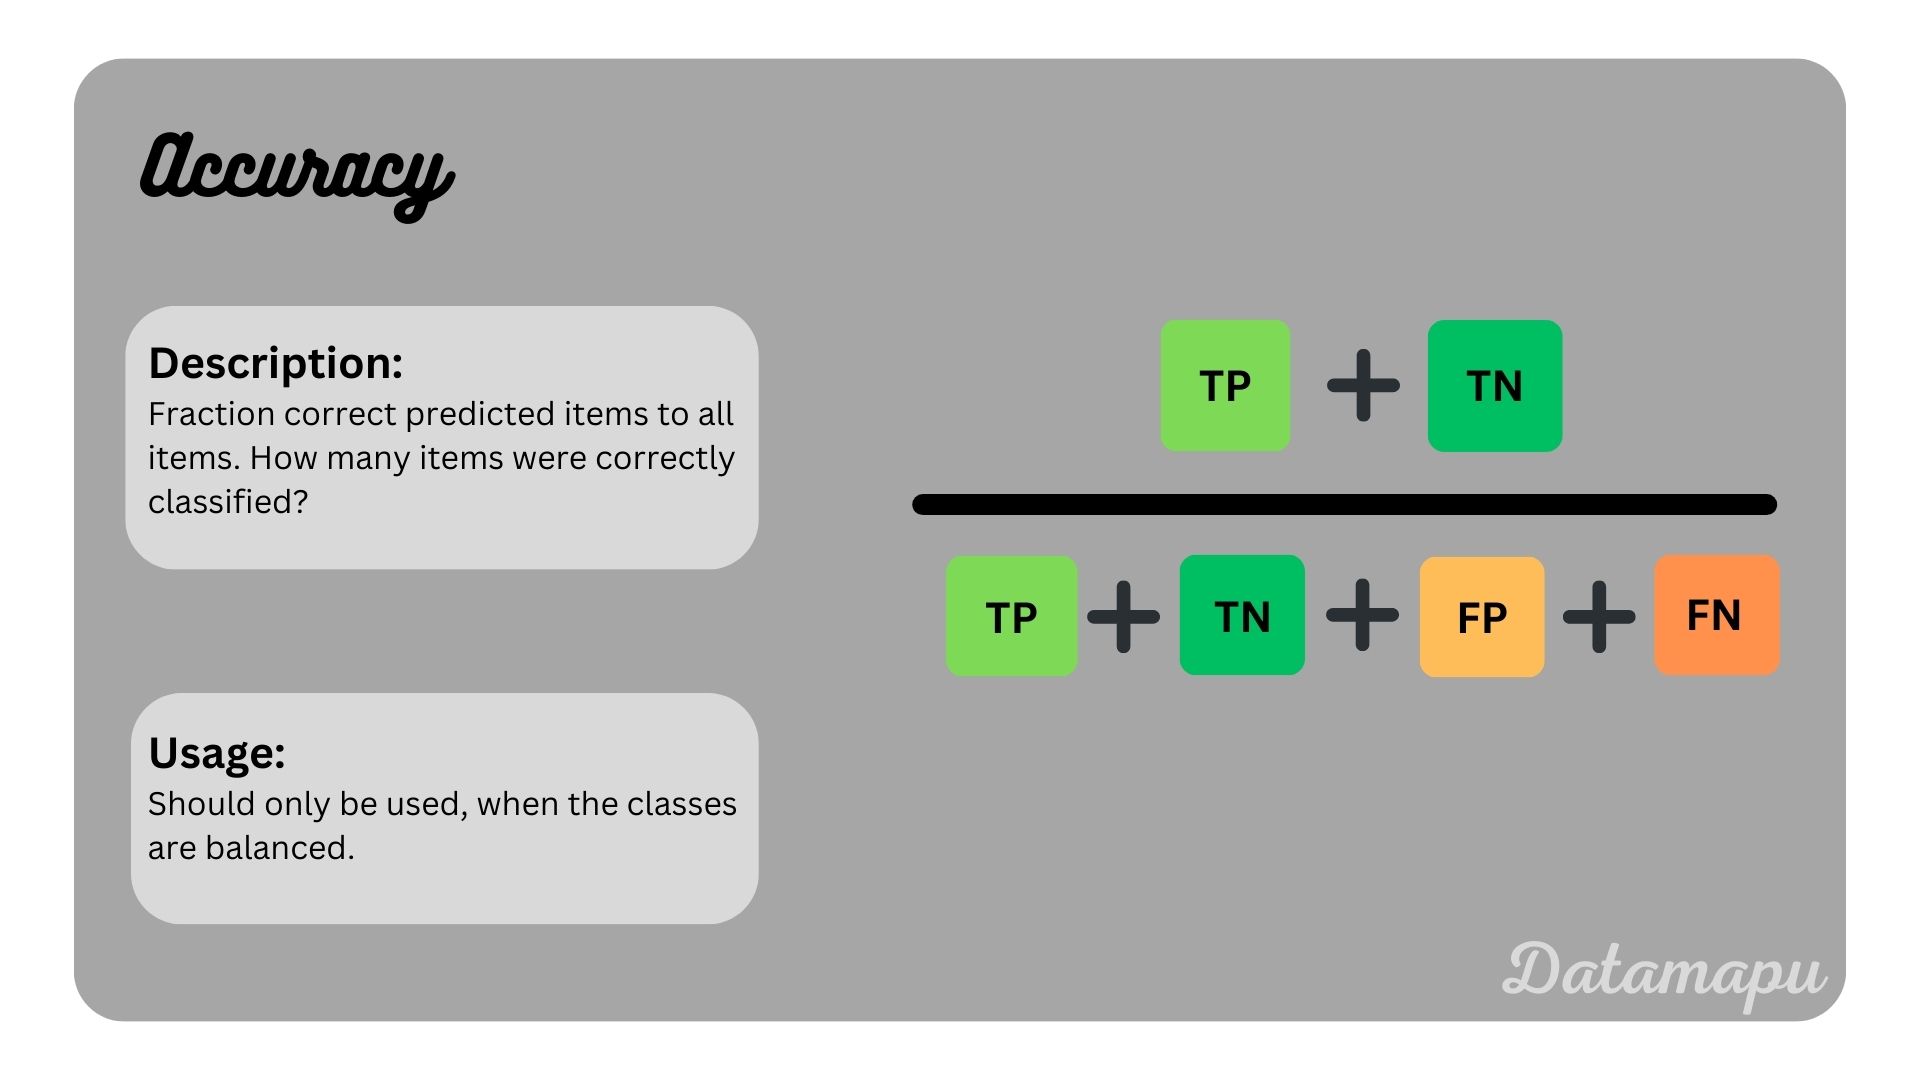 Accuracy
Description:
Fraction correct predicted items to all
items. How many items were correctly
classified?
TP + TN
TP + TN + FP + FN
Usage:
Should only be used, when the classes
are balanced.
Datamapu